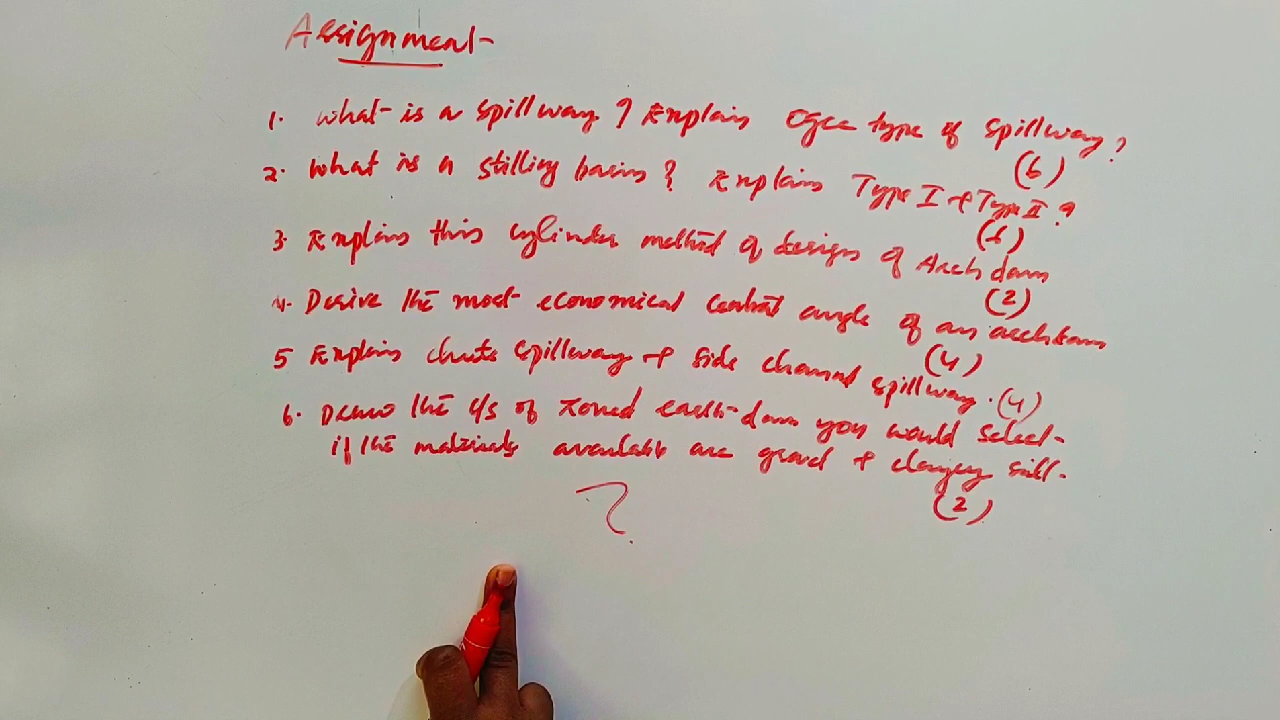 Assignment-
1. What is a Spillway? Explain Ogee type of Spillway?
(6)
2. What is a stilling basin? Explain Type I & Type II?
(6)
3. Explain thin cylinder method of design of Arch dam
(2)
4. Derive the most economical central angle of an arch dam
(4)
5 Explain chute spillway & side channel spillway. (4)
6. Draw the c/s of zoned earth-dam you would select-
if the materials available are gravel & clayey silt.
(2)
?